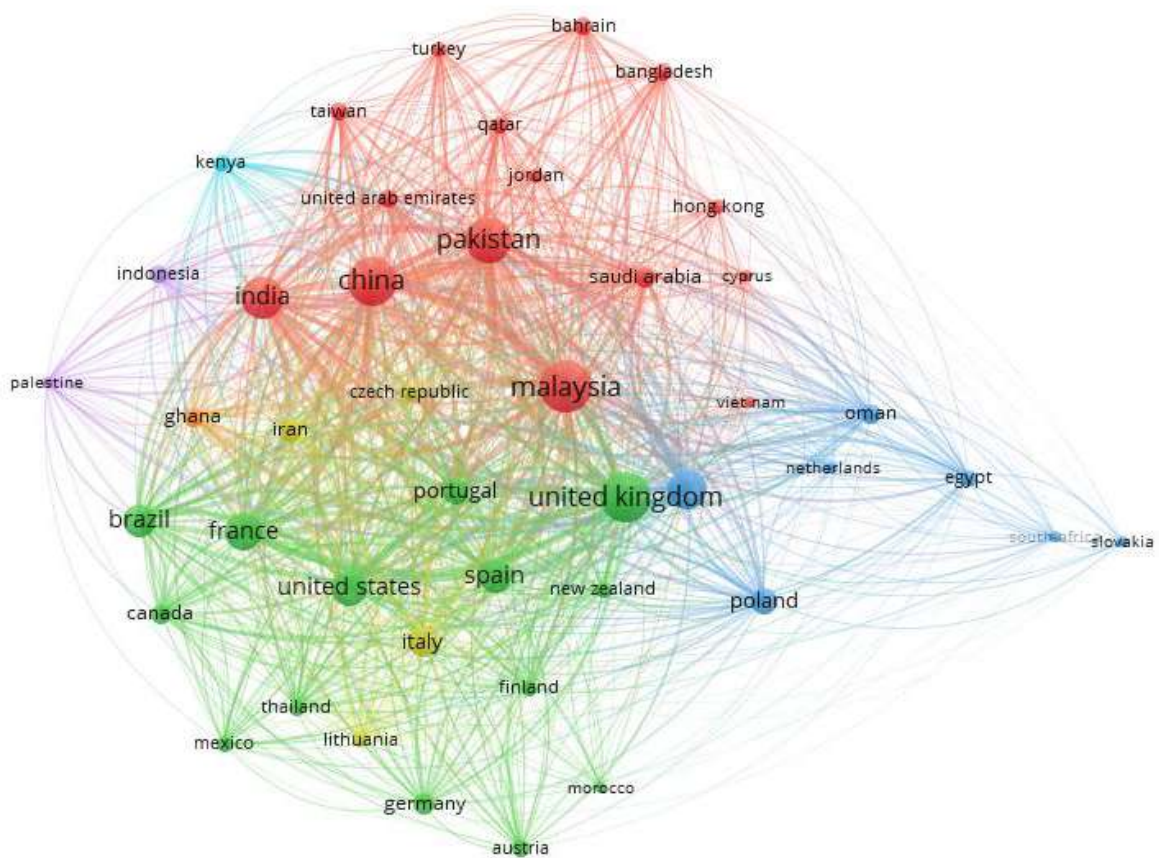 bahrain
turkey
bangladesh
taiwan
qatar
kenya
jordan
united arab emirates
hong kong
pakistan
indonesia
china
saudi arabia
cyprus
india
palestine
czech republic
malaysia
viet nam
ghana
iran
oman
netherlands
egypt
portugal
united kingdom
brazil
france
south africa
slovakia
united states
spain
new zealand
poland
canada
italy
finland
thailand
mexico
lithuania
morocco
germany
austria